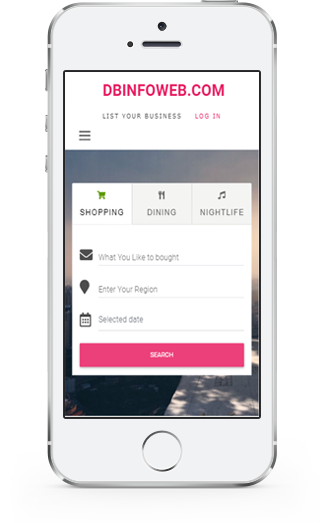 DBINFOWEB.COM
LIST YOUR BUSINESS LOG IN
SHOPPING DINING NIGHTLIFE
What You Like to bought
Enter Your Region
Selected date
SEARCH